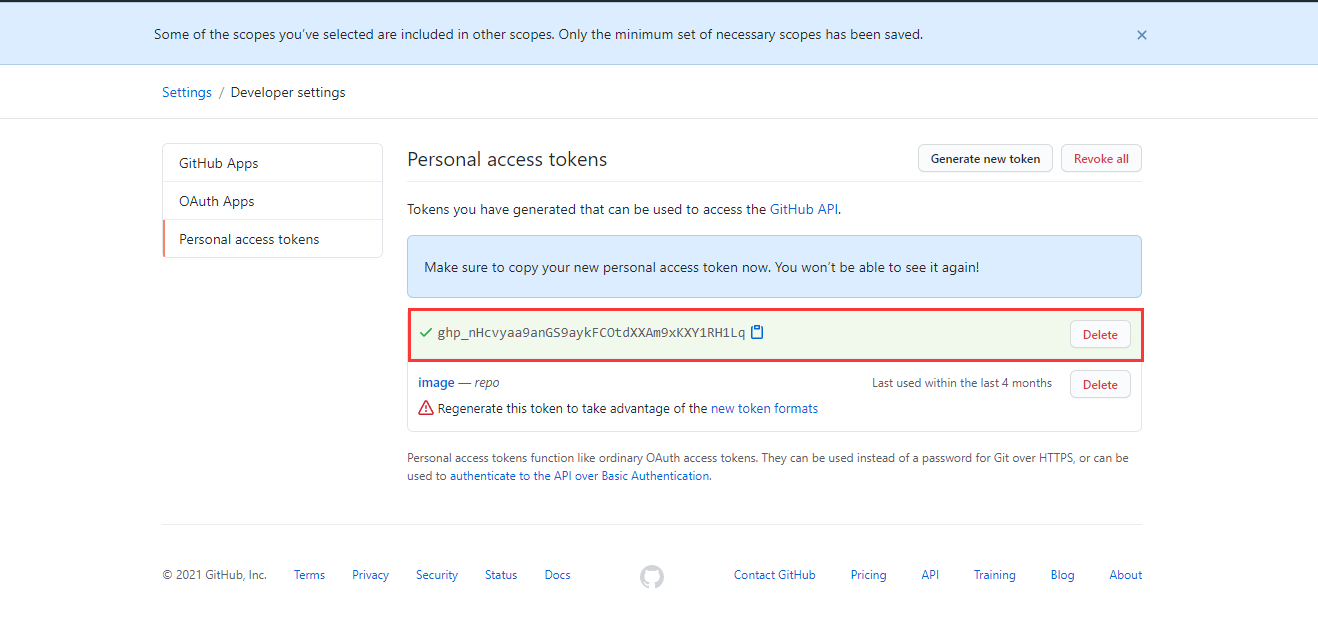 Some of the scopes you’ve selected are included in other scopes. Only the minimum set of necessary scopes has been saved.
Settings / Developer settings
GitHub Apps
OAuth Apps
Personal access tokens
Personal access tokens
Generate new token
Revoke all
Tokens you have generated that can be used to access the GitHub API.
Make sure to copy your new personal access token now. You won’t be able to see it again!
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
Delete
image — repo
Last used within the last 4 months
Delete
Regenerate this token to take advantage of the new token formats
Personal access tokens function like ordinary OAuth access tokens. They can be used instead of a password for Git over HTTPS, or can be
used to authenticate to the API over Basic Authentication.
© 2021 GitHub, Inc.
Terms
Privacy
Security
Status
Docs
Contact GitHub
Pricing
API
Training
Blog
About